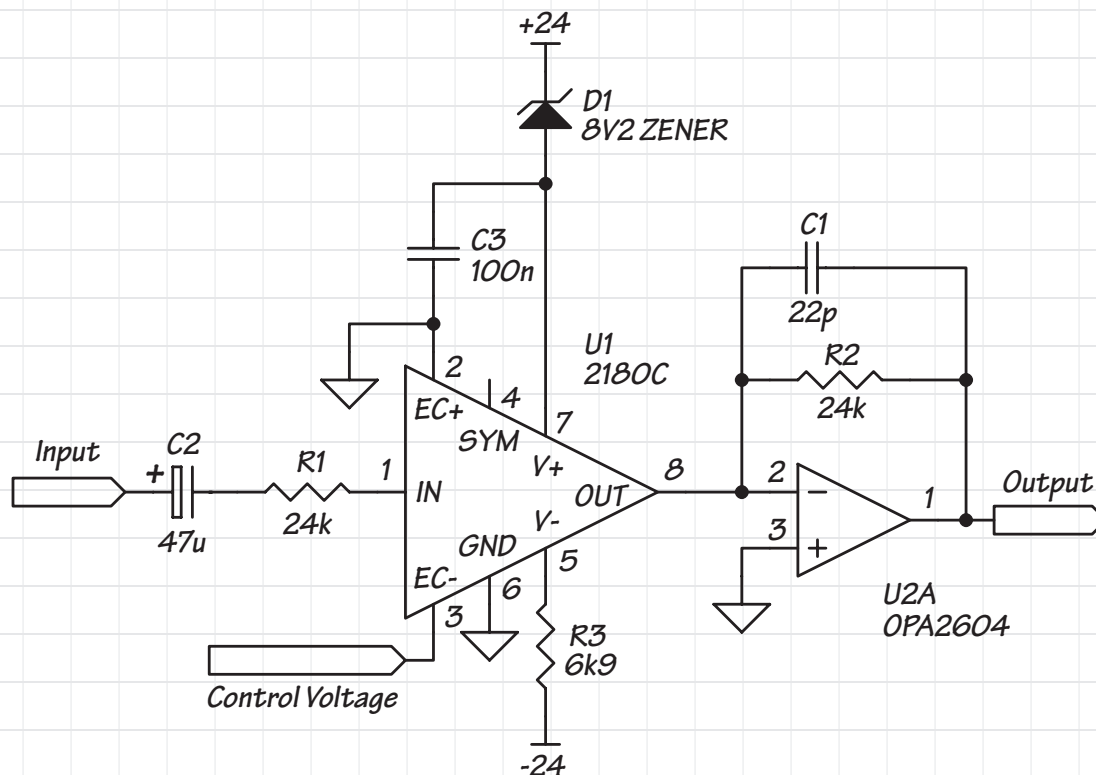 +24
D1
8V2 ZENER
C3
100n
C1
22p
R2
24k
U1
2180C
2
EC+
4
SYM
7
V+
Input
C2
+
47u
R1
24k
1
IN
OUT
8
V-
GND
5
EC-
6
3
R3
6k9
Control Voltage
-24
2
-
3
+
1
Output
U2A
OPA2604